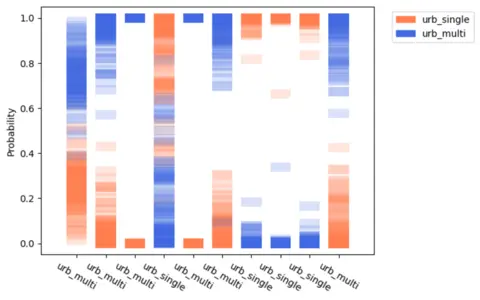 1.0
0.8
0.6
0.4
0.2
0.0
Probability
urb_multi
urb_multi
urb_multi
urb_single
urb_multi
urb_multi
urb_single
urb_single
urb_single
urb_multi
urb_single
urb_multi